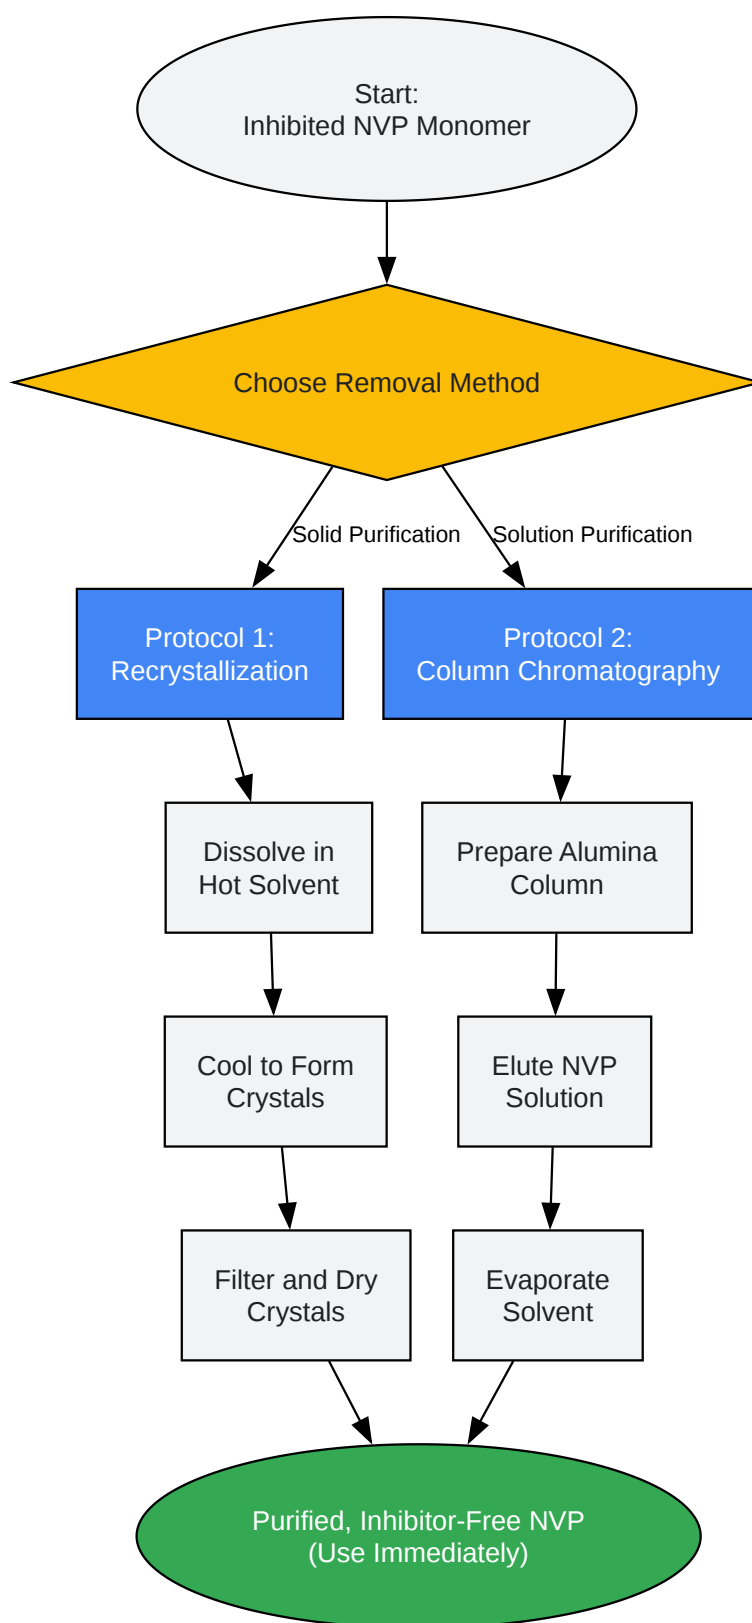 Start:
Inhibited NVP Monomer
Choose Removal Method
Solid Purification
Solution Purification
Protocol 1:
Recrystallization
Protocol 2:
Column Chromatography
Dissolve in
Hot Solvent
Prepare Alumina
Column
Cool to Form
Crystals
Elute NVP
Solution
Filter and Dry
Crystals
Evaporate
Solvent
Purified, Inhibitor-Free NVP
(Use Immediately)